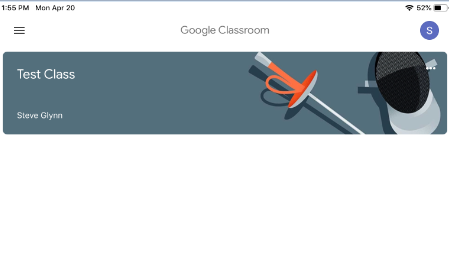 1:55 PM Mon Apr 20 52%
Google Classroom
S
Test Class
Steve Glynn